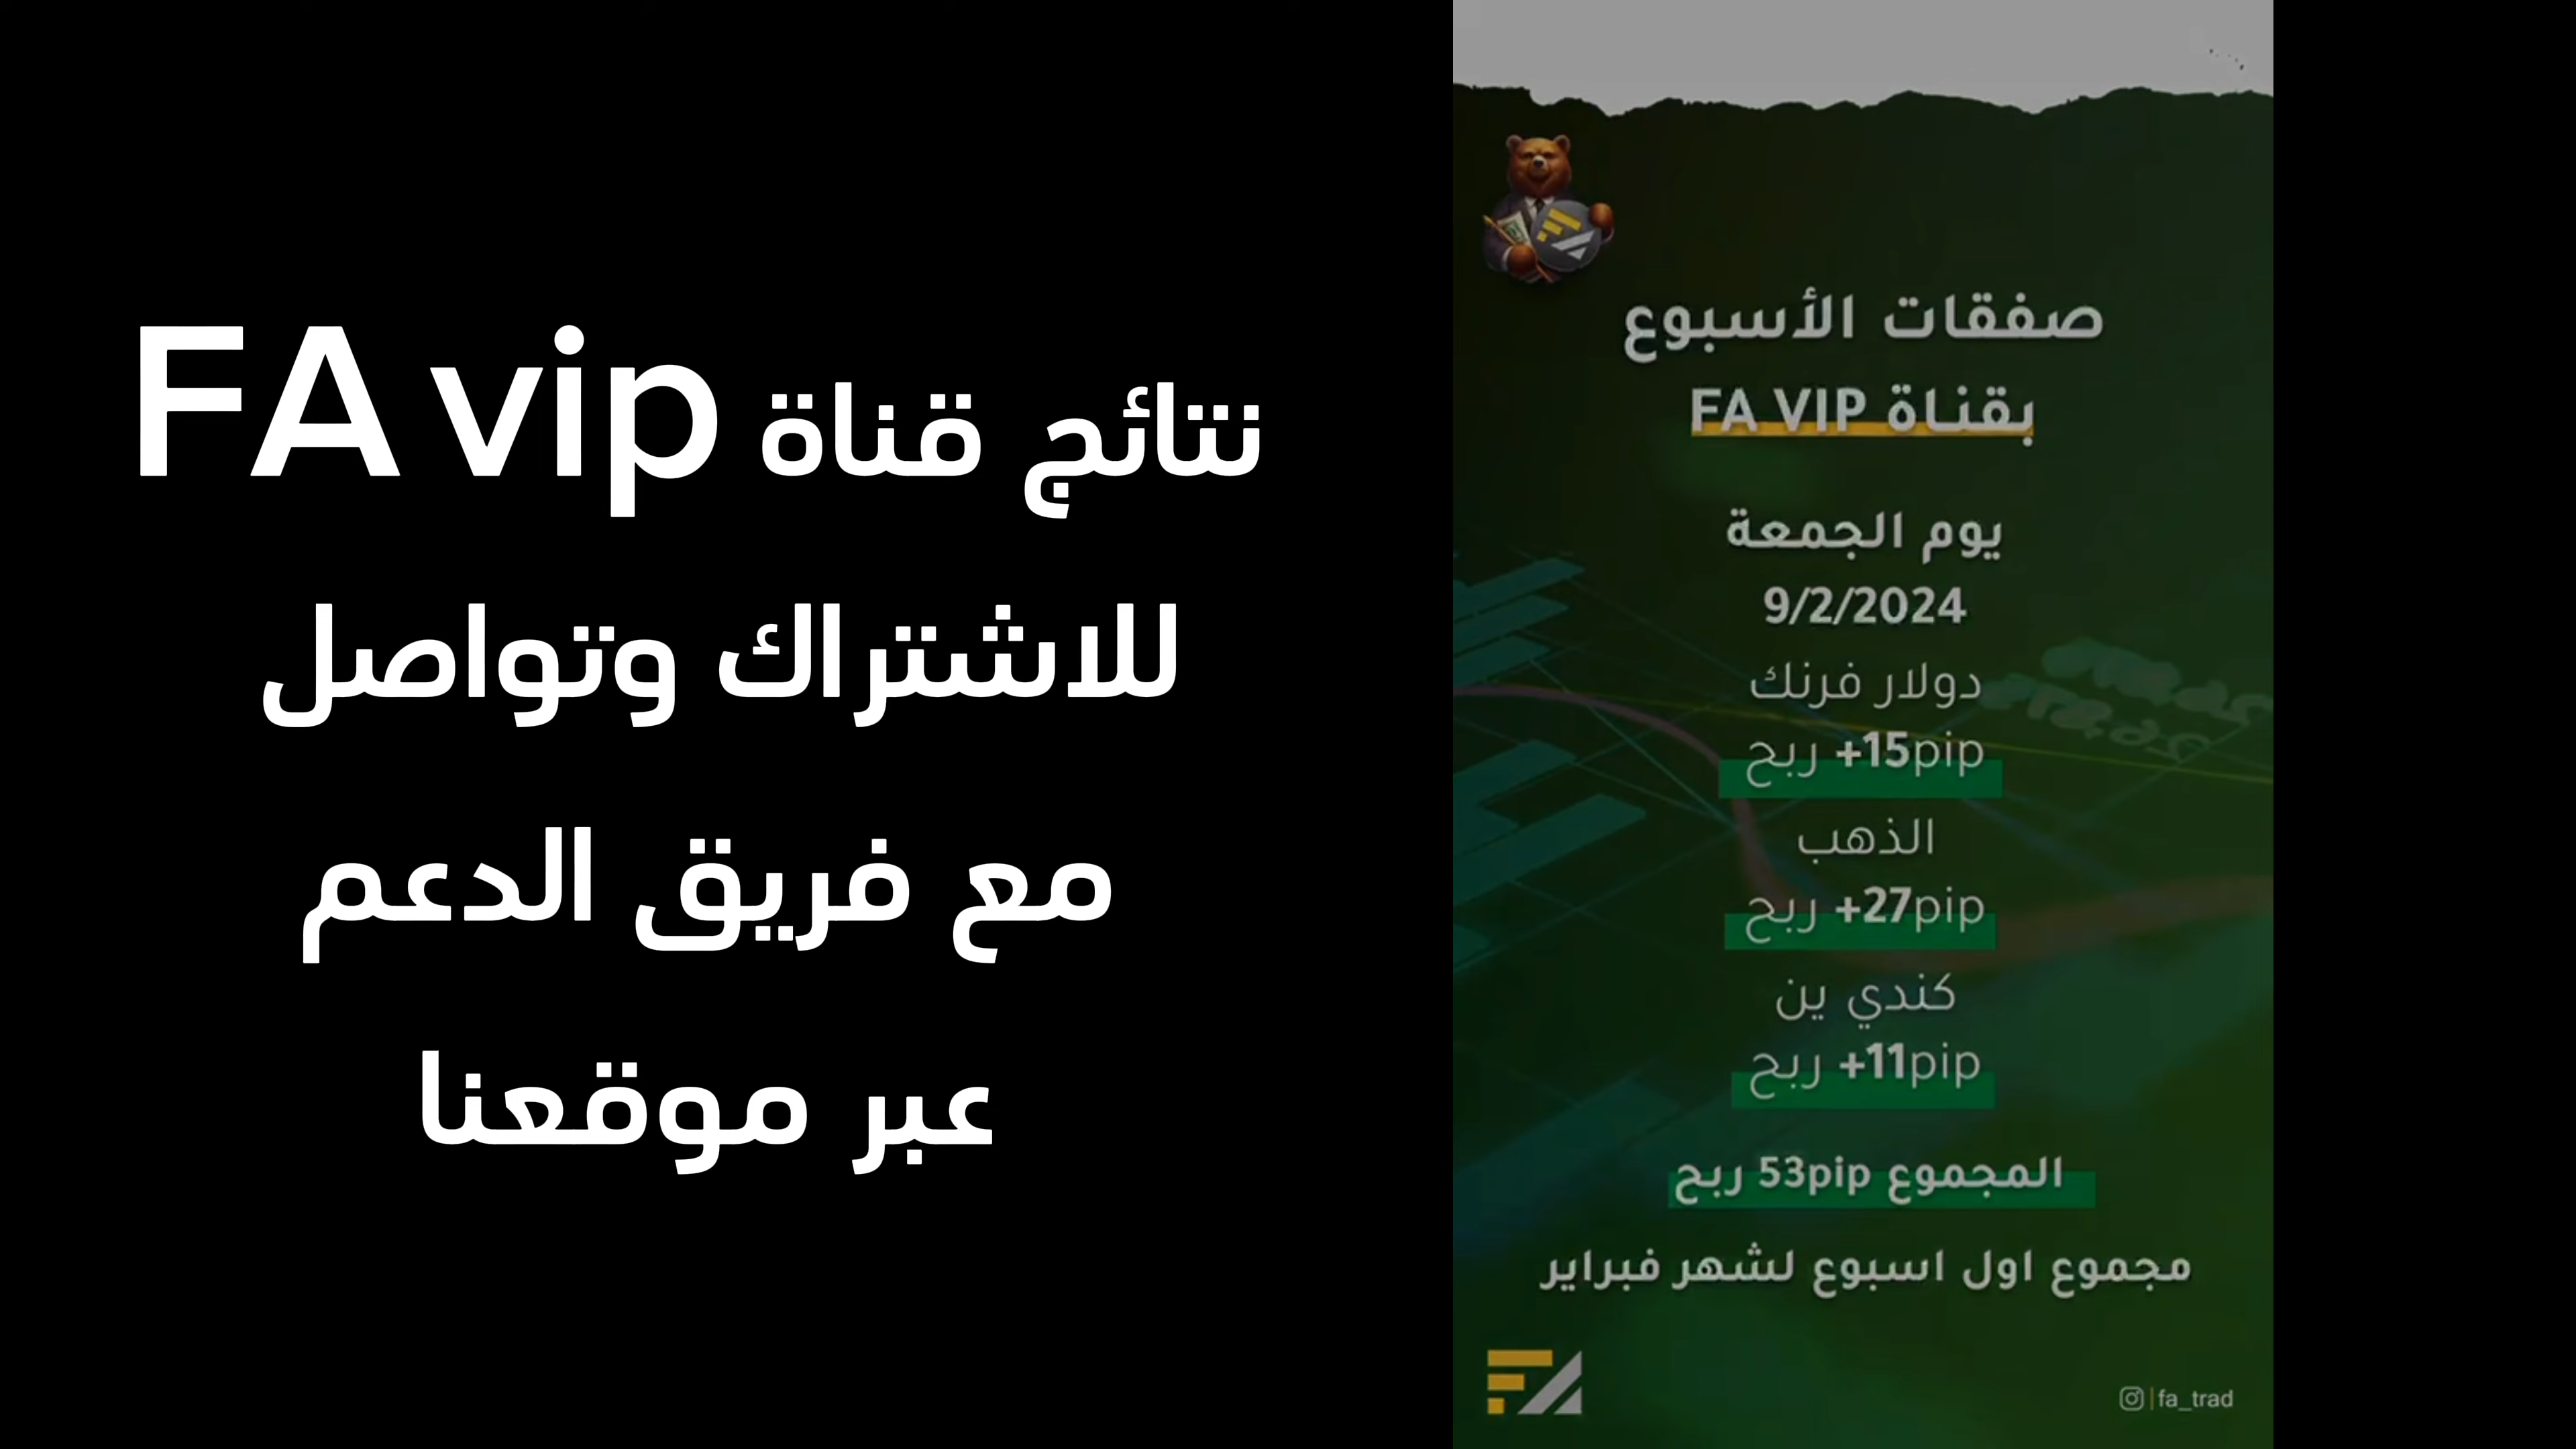 نتائج قناة FA vip
للاشتراك وتواصل
مع فريق الدعم
عبر موقعنا
صفقات الأسبوع
بقناة FA VIP
يوم الجمعة
9/2/2024
دولار فرنك
+15pip ربح
الذهب
+27pip ربح
كندي ين
+11pip ربح
المجموع 53pip ربح
مجموع اول اسبوع لشهر فبراير
FA
fa_trad